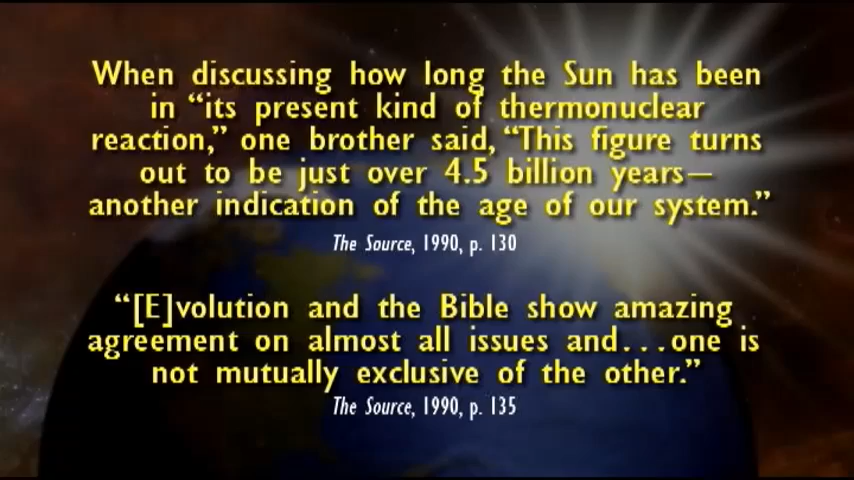 When discussing how long the Sun has been
in “its present kind of thermonuclear
reaction,” one brother said, “This figure turns
out to be just over 4.5 billion years—
another indication of the age of our system.”
The Source, 1990, p. 130
“[E]volution and the Bible show amazing
agreement on almost all issues and...one is
not mutually exclusive of the other.”
The Source, 1990, p. 135